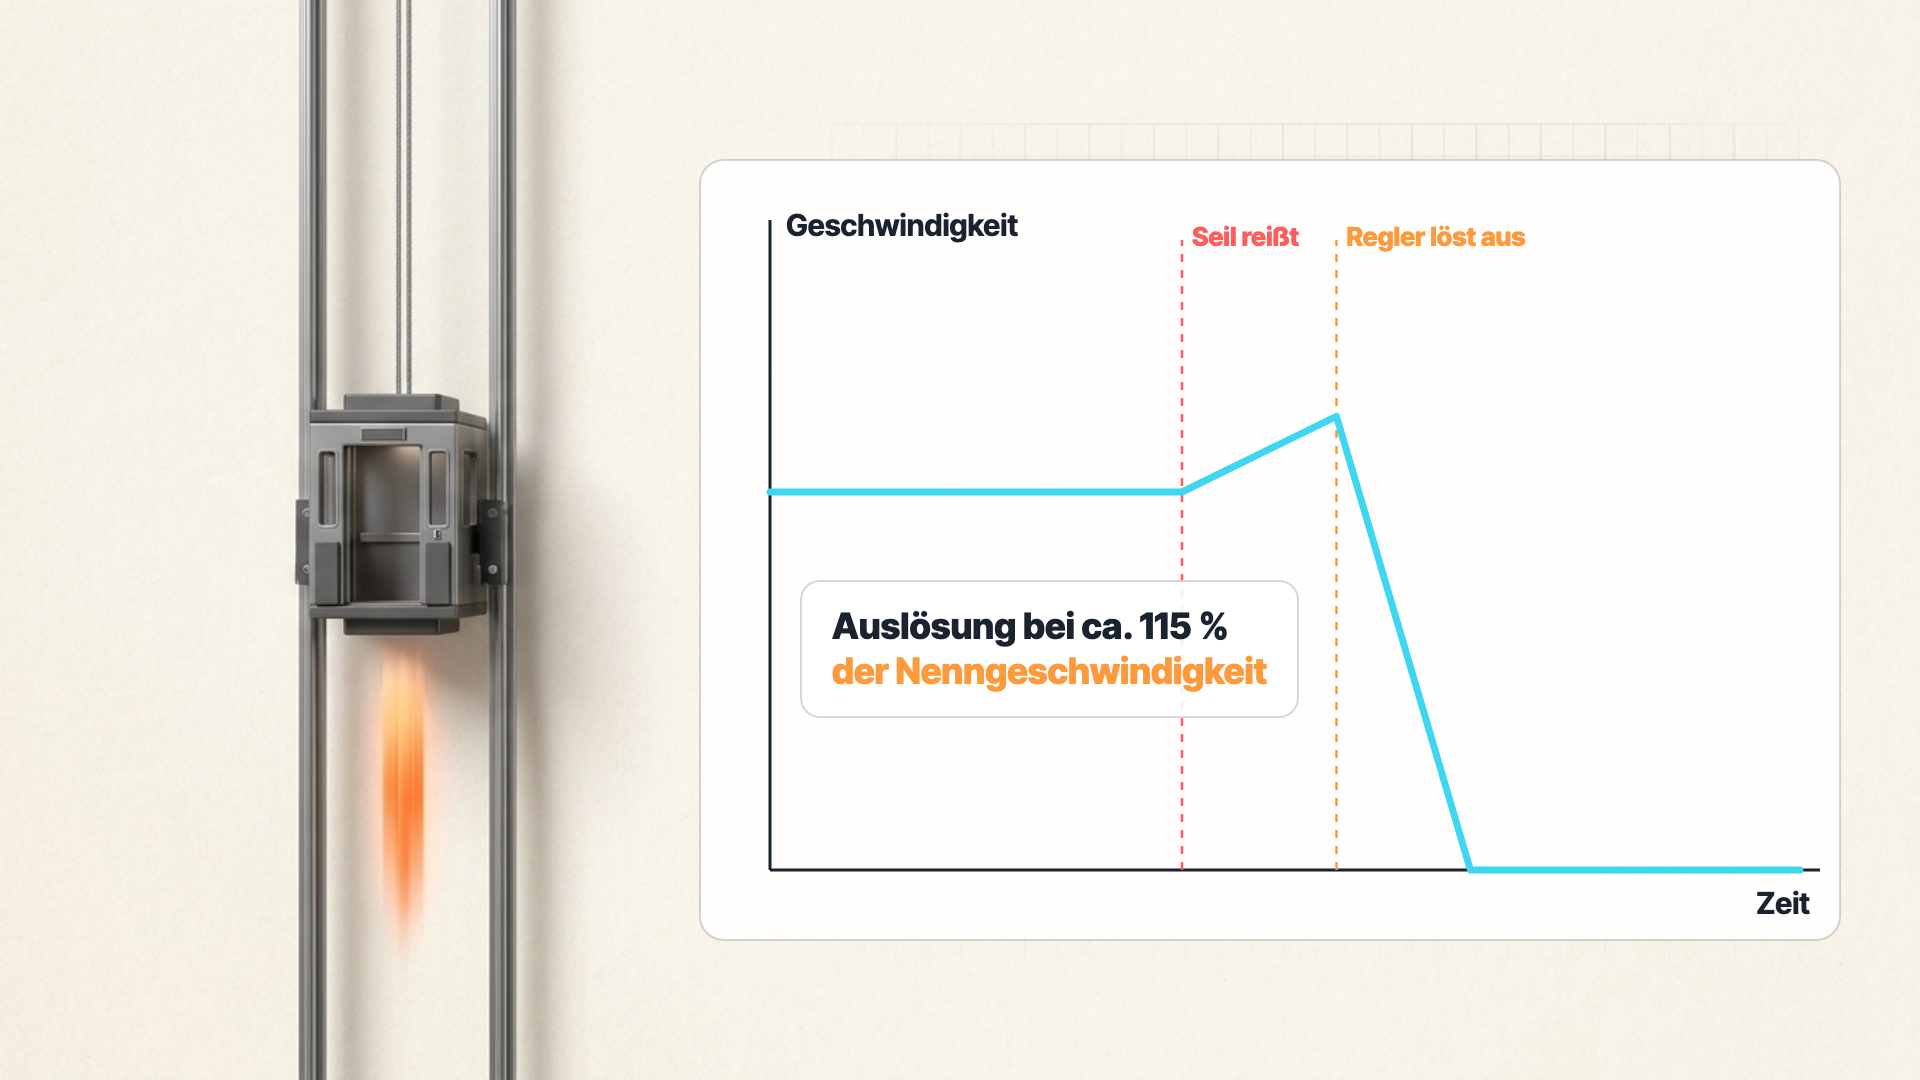 Geschwindigkeit
Seil reißt
Regler löst aus
Auslösung bei ca. 115 %
der Nenngeschwindigkeit
Zeit